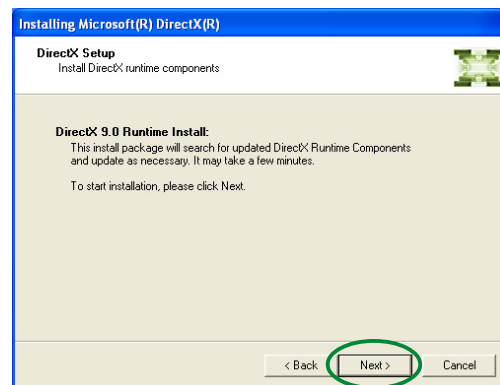 Installing Microsoft(R) DirectX(R)
DirectX Setup
Install DirectX runtime components
DirectX 9.0 Runtime Install:
This install package will search for updated DirectX Runtime Components
and update as necessary. It may take a few minutes.
To start installation, please click Next.
< Back
Next >
Cancel